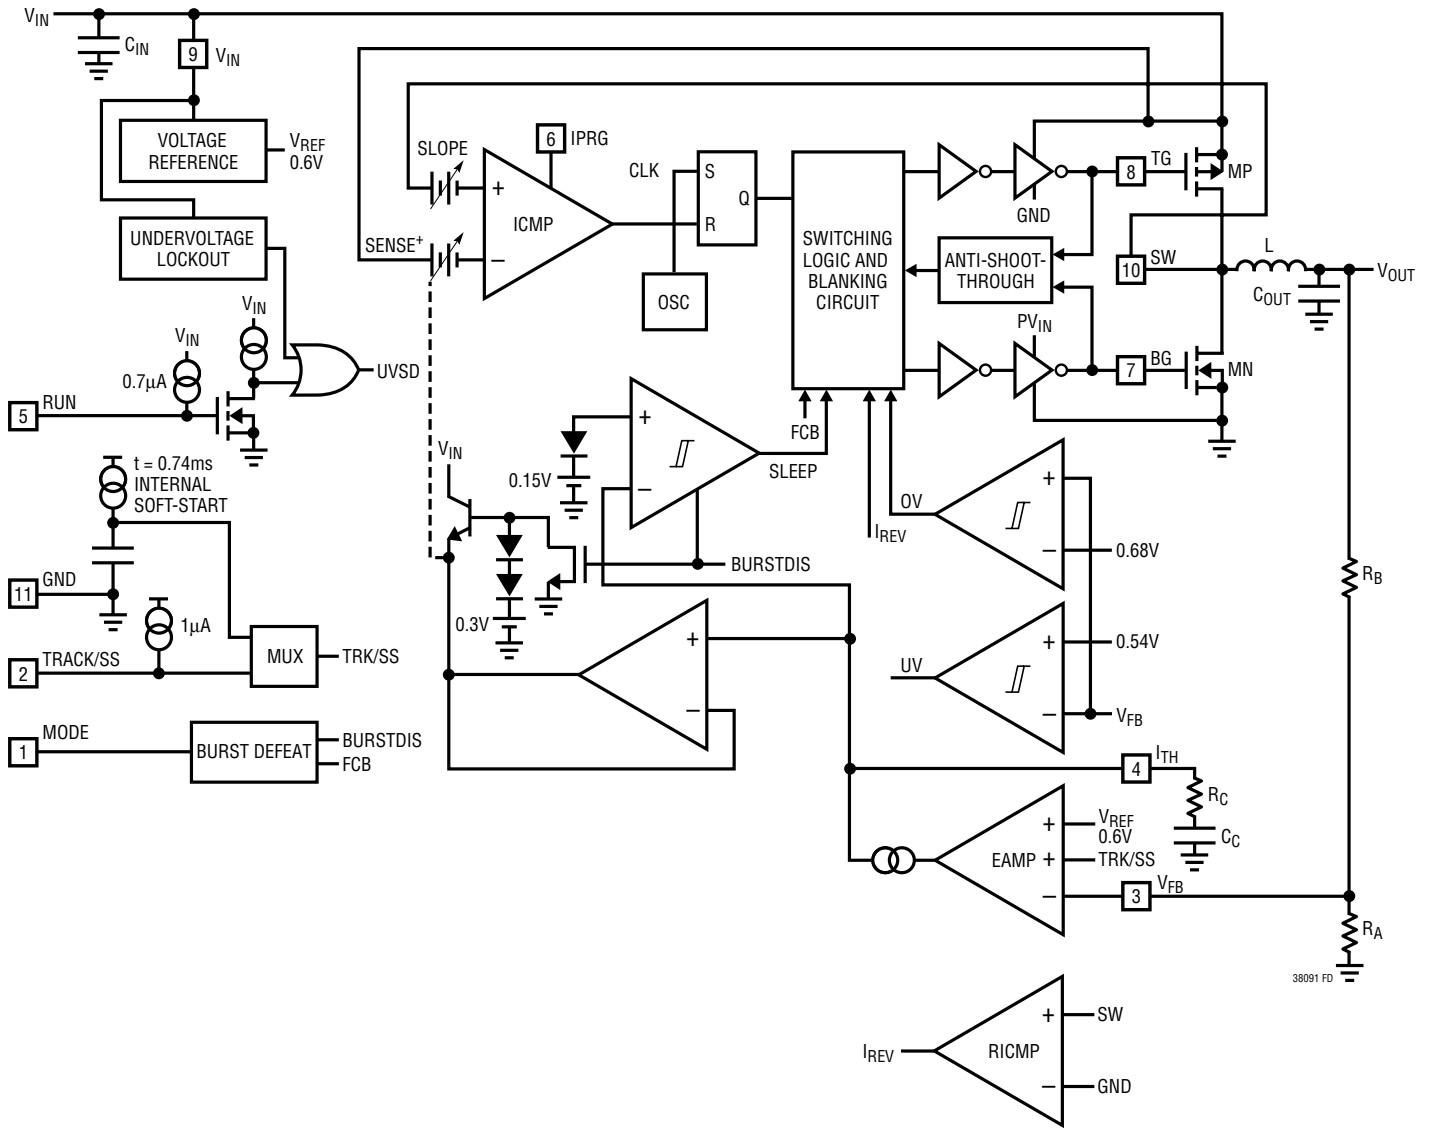 VIN
CIN
9
VIN
VOLTAGE
REFERENCE
VREF
0.6V
UNDERVOLTAGE
LOCKOUT
VIN
VIN
0.7µA
UVSD
5
RUN
t = 0.74ms
INTERNAL
SOFT-START
11
GND
1µA
2
TRACK/SS
MUX
TRK/SS
1
MODE
BURST DEFEAT
BURSTDIS
FCB
SLOPE
SENSE+
+
–
ICMP
6
IPRG
CLK
S
R
Q
OSC
SWITCHING
LOGIC AND
BLANKING
CIRCUIT
GND
ANTI-SHOOT-
THROUGH
PVIN
8
TG
MP
10
SW
L
VOUT
COUT
7
BG
MN
FCB
SLEEP
IREV
OV
+
–
0.15V
VIN
BURSTDIS
0.3V
+
–
+
–
0.68V
UV
+
–
0.54V
VFB
4
ITH
RC
CC
EAMP
+
+
–
VREF
0.6V
TRK/SS
3
VFB
RB
RA
38091 FD
IREV
RICMP
+
–
SW
GND